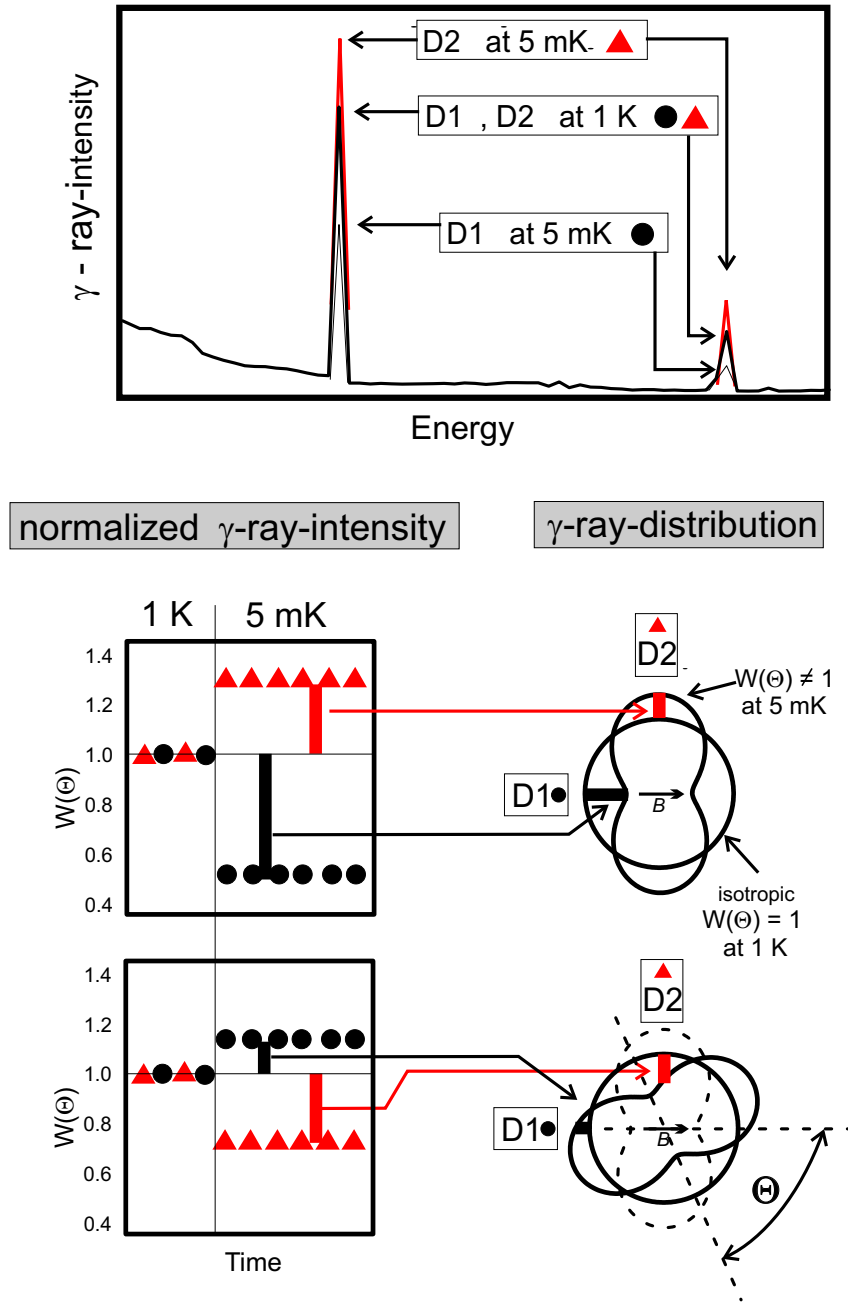 D2 at 5 mK
D1 , D2 at 1 K
D1 at 5 mK
γ - ray-intensity
Energy
normalized γ-ray-intensity
γ-ray-distribution
1 K
5 mK
1.4
1.2
1.0
0.8
0.6
0.4
W(Θ)
D2
W(Θ) ≠ 1
at 5 mK
D1
B
isotropic
W(Θ) = 1
at 1 K
1.4
1.2
1.0
0.8
0.6
0.4
W(Θ)
Time
D2
D1
B
Θ